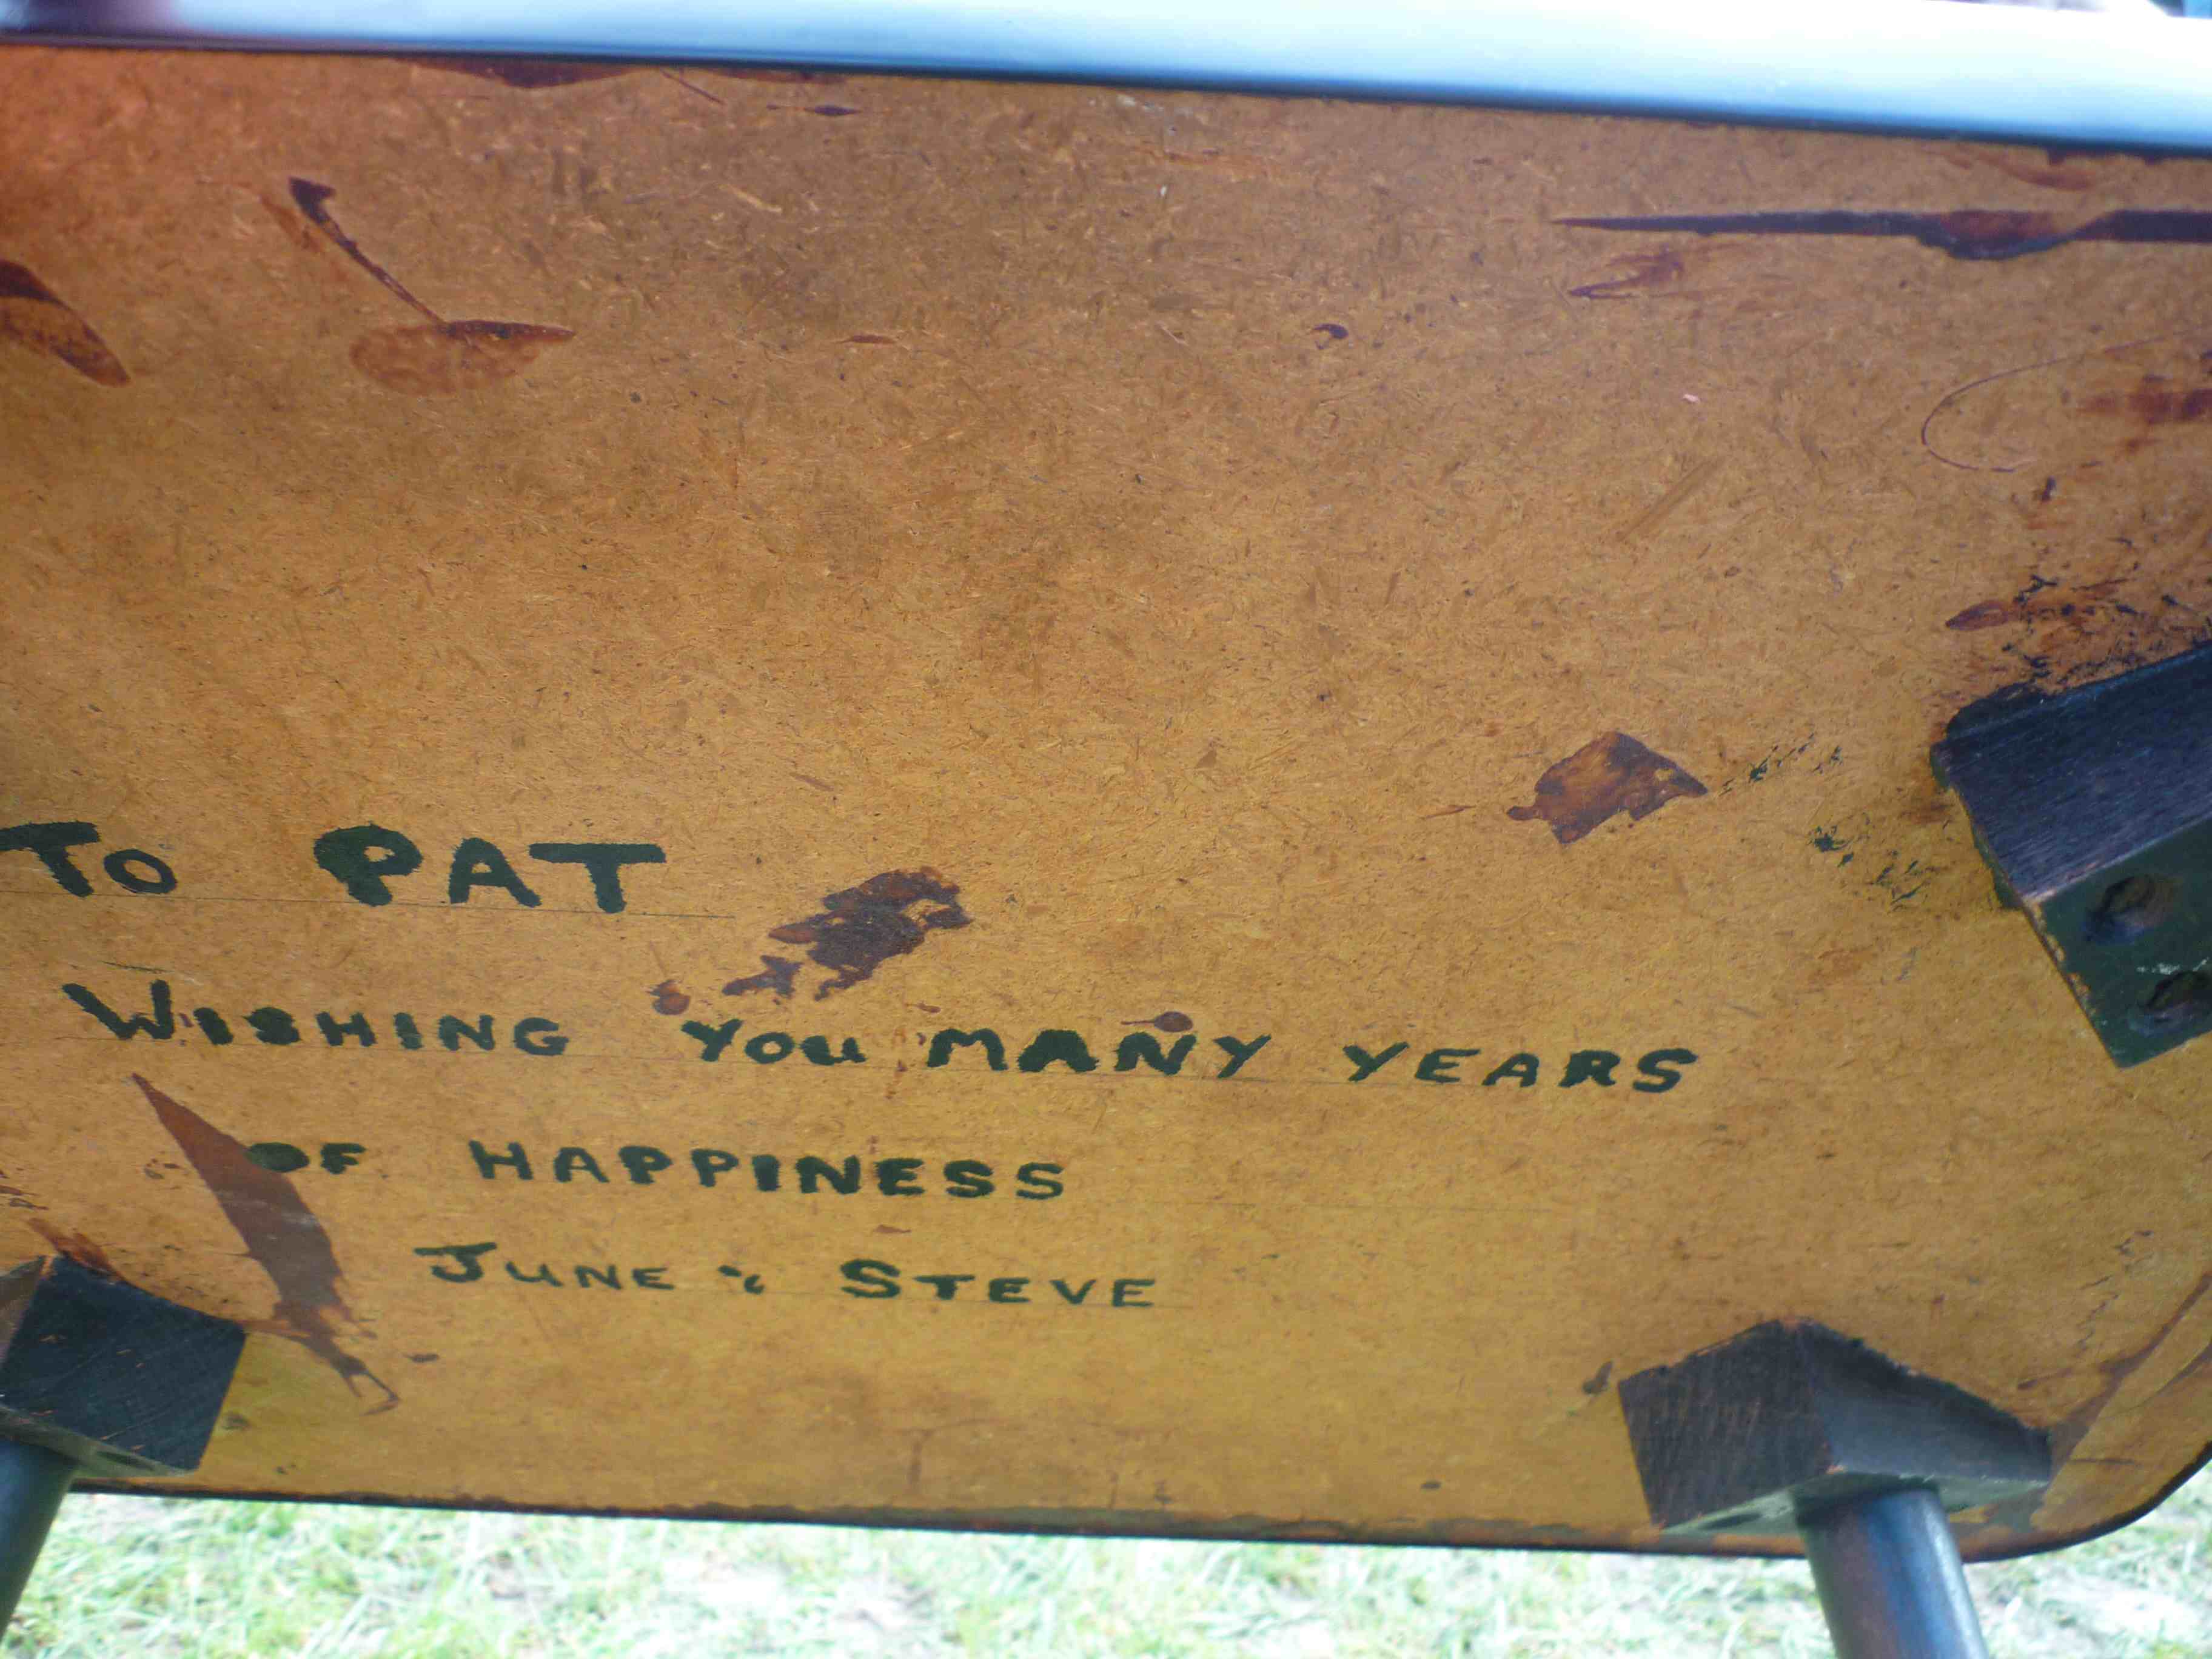 To PAT
WISHING You MANY YEARS
OF HAPPINESS
JUNE & STEVE